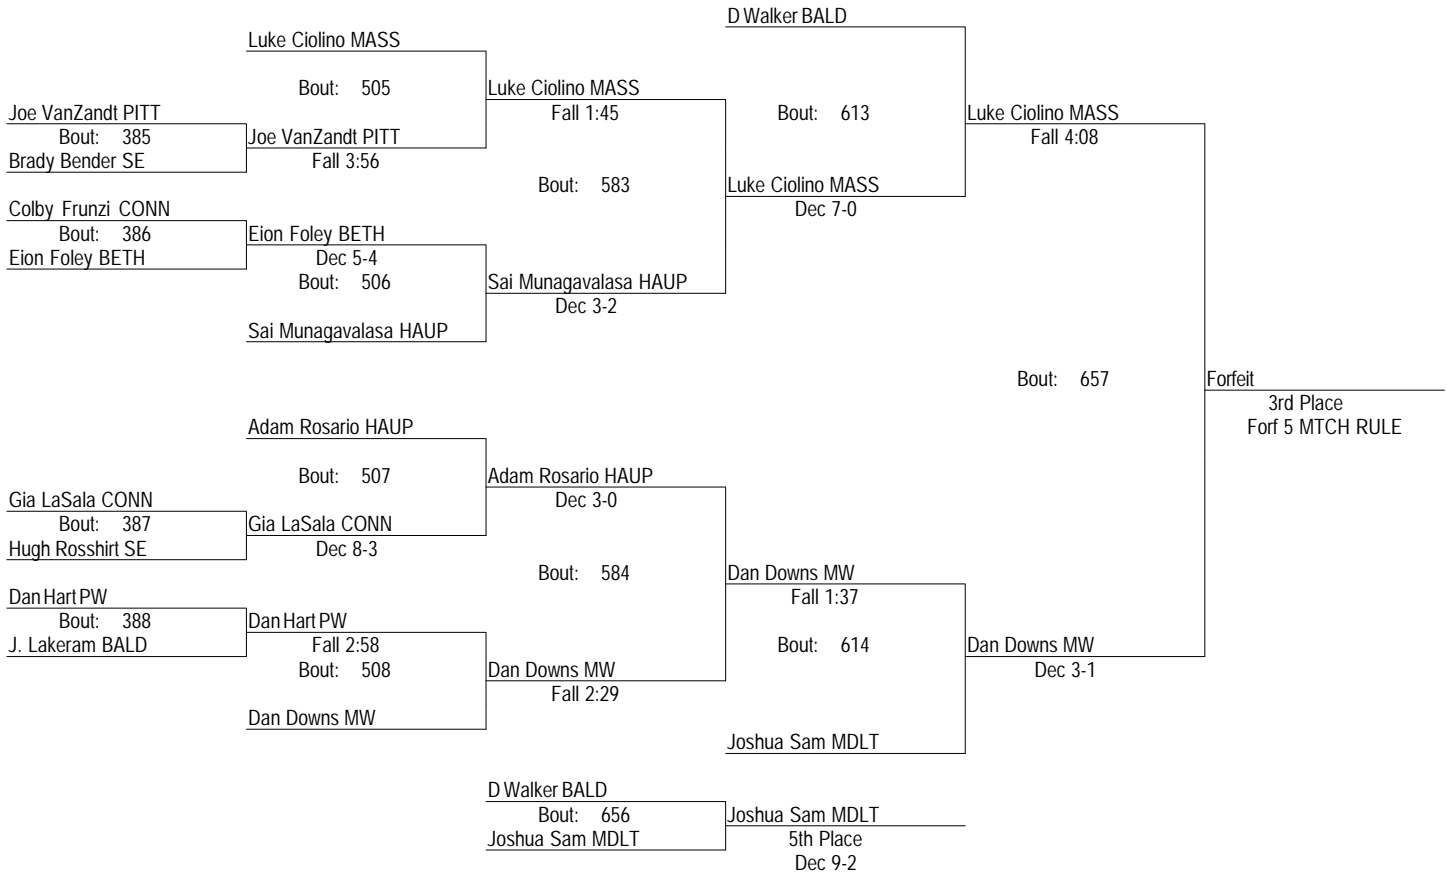 D Walker BALD
Luke Ciolino MASS
Bout: 505
Luke Ciolino MASS
Fall 1:45
Joe VanZandt PITT
Bout: 385
Brady Bender SE
Joe VanZandt PITT
Fall 3:56
Bout: 613
Luke Ciolino MASS
Fall 4:08
Bout: 583
Luke Ciolino MASS
Dec 7-0
Colby Frunzi CONN
Bout: 386
Eion Foley BETH
Eion Foley BETH
Dec 5-4
Bout: 506
Sai Munagavalasa HAUP
Dec 3-2
Sai Munagavalasa HAUP
Bout: 657
Forfeit
3rd Place
Forf 5 MTCH RULE
Adam Rosario HAUP
Bout: 507
Adam Rosario HAUP
Dec 3-0
Gia LaSala CONN
Bout: 387
Hugh Rosshirt SE
Gia LaSala CONN
Dec 8-3
Bout: 584
Dan Downs MW
Fall 1:37
Dan Hart PW
Bout: 388
J. Lakeram BALD
Dan Hart PW
Fall 2:58
Bout: 508
Dan Downs MW
Fall 2:29
Dan Downs MW
Bout: 614
Dan Downs MW
Dec 3-1
Joshua Sam MDLT
D Walker BALD
Bout: 656
Joshua Sam MDLT
Joshua Sam MDLT
5th Place
Dec 9-2